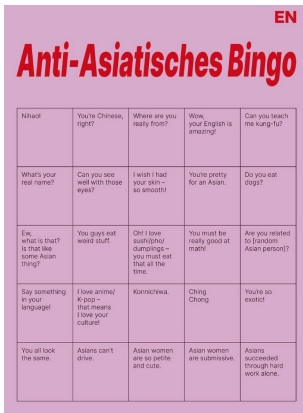 EN
Anti-Asiatisches Bingo
Nihao!
You're Chinese,
right?
Where are you
really from?
Wow,
your English is
amazing!
Can you teach
me kung-fu?
What's your
real name?
Can you see
well with those
eyes?
I wish I had
your skin –
so smooth!
You're pretty
for an Asian.
Do you eat
dogs?
Ew,
what is that?
Is that like
some Asian
thing?
You guys eat
weird stuff.
Oh! I love
sushi/pho/
dumplings –
you must eat
that all the
time.
You must be
really good at
math!
Are you related
to [random
Asian person]?
Say something
in your
language!
I love anime/
K-pop –
that means
I love your
culture!
Konnichiwa.
Ching
Chong
You're so
exotic!
You all look
the same.
Asians can't
drive.
Asian women
are so petite
and cute.
Asian women
are submissive.
Asians
succeeded
through hard
work alone.